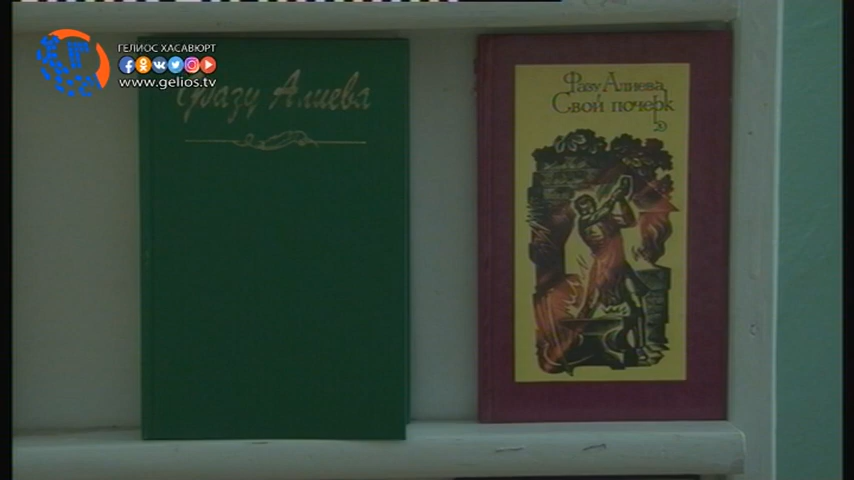 ГЕЛИОС ХАСАВЮРТ
www.gelios.tv
Фазу Алиева
Фазу Алиева
Свой почерк